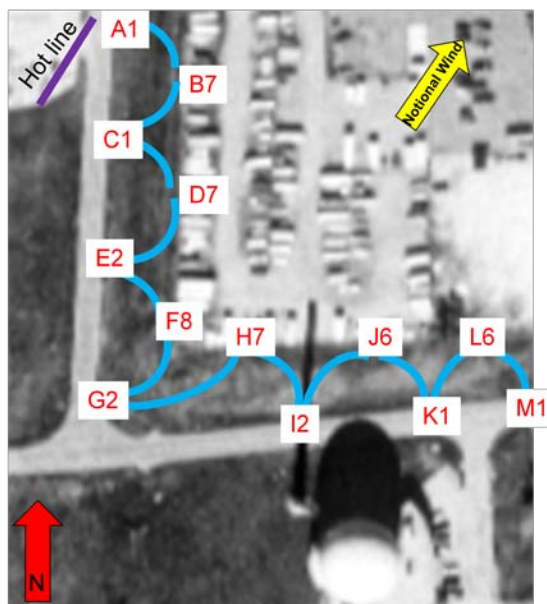 Hot line
A1
Notional Wind
B7
C1
D7
E2
F8
H7
J6
L6
G2
I2
K1
M1
N